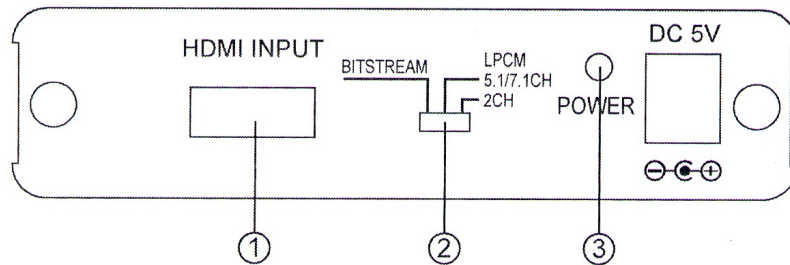 HDMI INPUT
BITSTREAM
LPCM
5.1/7.1CH
2CH
POWER
DC 5V
1
2
3